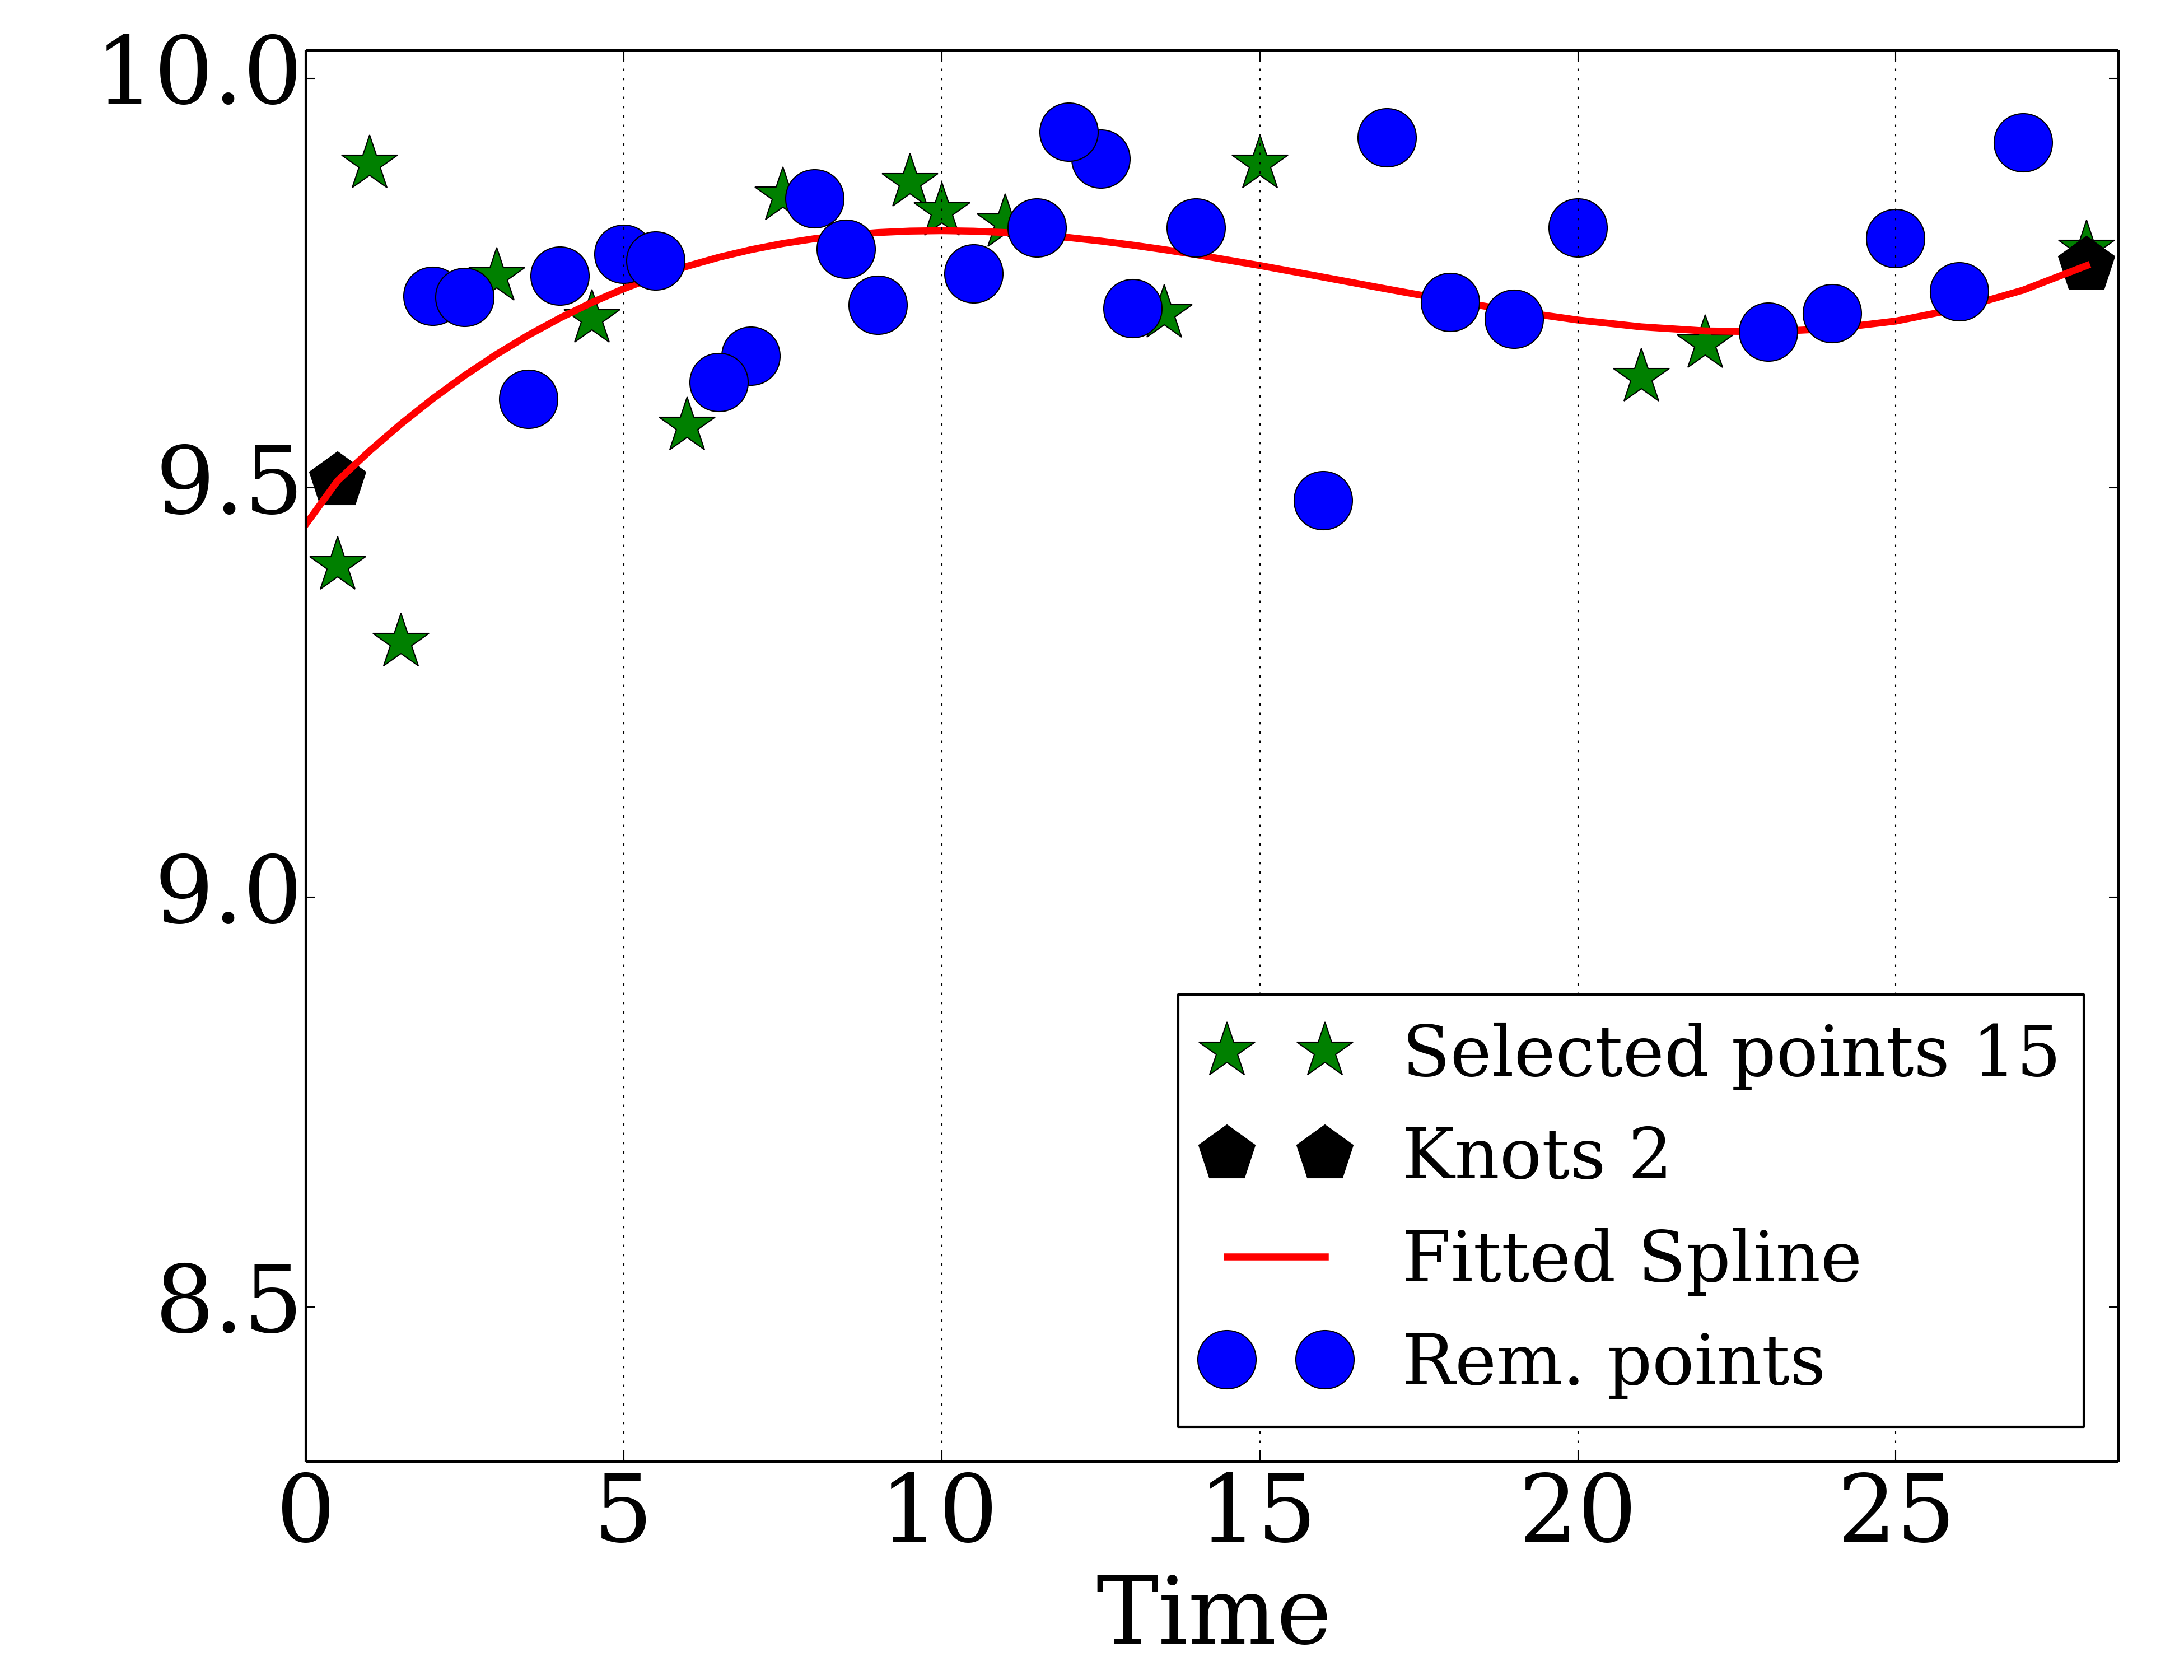 10.0
9.5
9.0
8.5
Selected points 15
Knots 2
Fitted Spline
Rem. points
0 5 10 15 20 25
Time